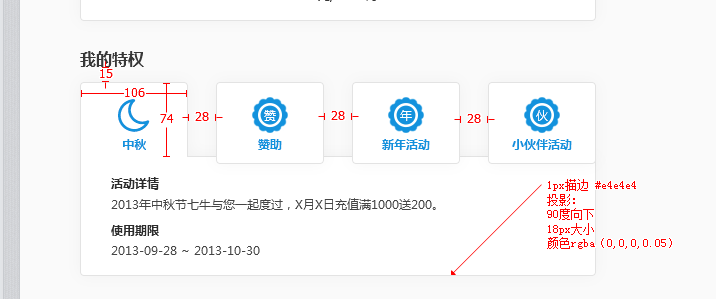 我的特权
15
106
74
28
28
28
赞
年
伙
中秋
赞助
新年活动
小伙伴活动
活动详情
2013年中秋节七牛与您一起度过，X月X日充值满1000送200。
使用期限
2013-09-28 ~ 2013-10-30
1px描边 #e4e4e4
投影:
90度向下
18px大小
颜色rgba（0,0,0,0.05）